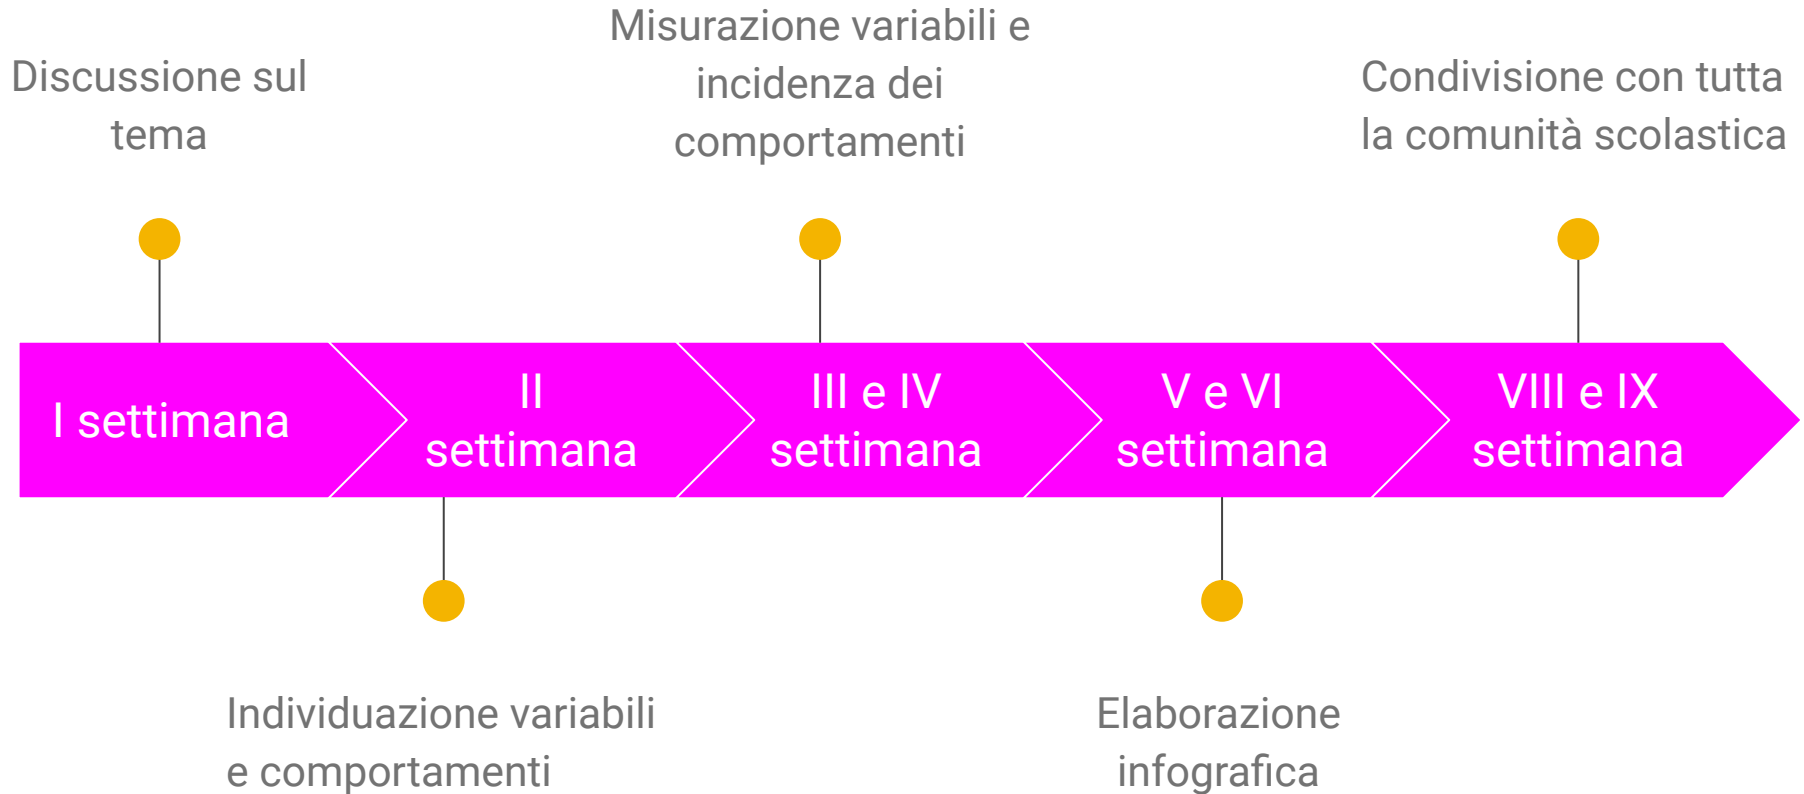 Discussione sul
tema
Misurazione variabili e
incidenza dei
comportamenti
Condivisione con tutta
la comunità scolastica
I settimana
II
settimana
III e IV
settimana
V e VI
settimana
VIII e IX
settimana
Individuazione variabili
e comportamenti
Elaborazione
infografica